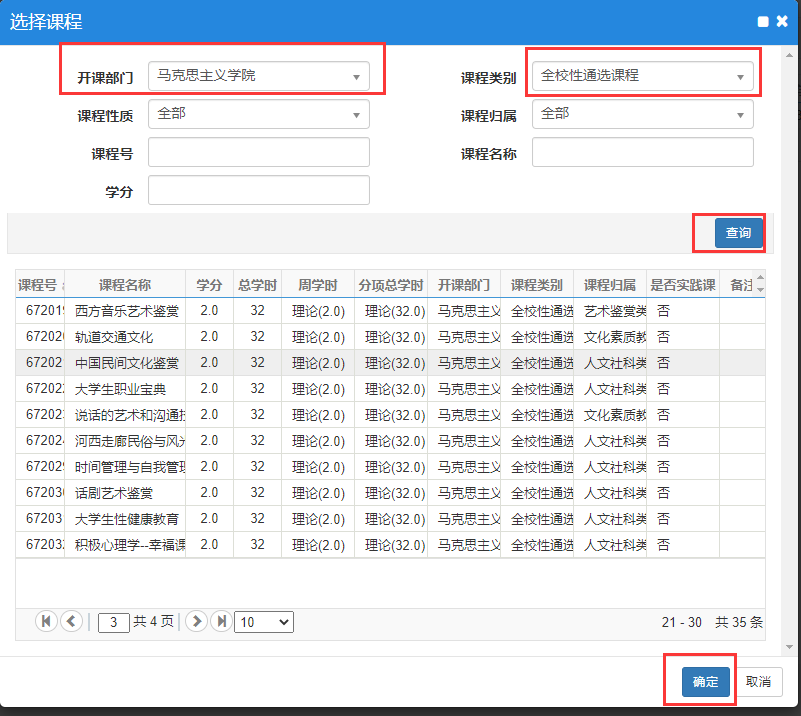 选择课程
开课部门 马克思主义学院 课程类别 全校性通选课程
课程性质 全部 课程归属 全部
课程号 课程名称
学分
查询
课程号 课程名称 学分 总学时 周学时 分项总学时 开课部门 课程类别 课程归属 是否实践课 备注
672019 西方音乐艺术鉴赏 2.0 32 理论(2.0) 理论(32.0) 马克思主义 全校性通选 艺术鉴赏类 否
67202 轨道交通文化 2.0 32 理论(2.0) 理论(32.0) 马克思主义 全校性通选 文化素质教 否
67202 中国民间文化鉴赏 2.0 32 理论(2.0) 理论(32.0) 马克思主义 全校性通选 人文社科类 否
67202 大学生职业宝典 2.0 32 理论(2.0) 理论(32.0) 马克思主义 全校性通选 人文社科类 否
67202 说话的艺术和沟通技 2.0 32 理论(2.0) 理论(32.0) 马克思主义 全校性通选 文化素质教 否
67202 河西走廊民俗与风光 2.0 32 理论(2.0) 理论(32.0) 马克思主义 全校性通选 人文社科类 否
672029 时间管理与自我管理 2.0 32 理论(2.0) 理论(32.0) 马克思主义 全校性通选 人文社科类 否
67203 话剧艺术鉴赏 2.0 32 理论(2.0) 理论(32.0) 马克思主义 全校性通选 人文社科类 否
67203 大学生性健康教育 2.0 32 理论(2.0) 理论(32.0) 马克思主义 全校性通选 人文社科类 否
67203 积极心理学--幸福课 2.0 32 理论(2.0) 理论(32.0) 马克思主义 全校性通选 人文社科类 否
3 共 4 页 10 21 - 30 共 35 条
确定 取消